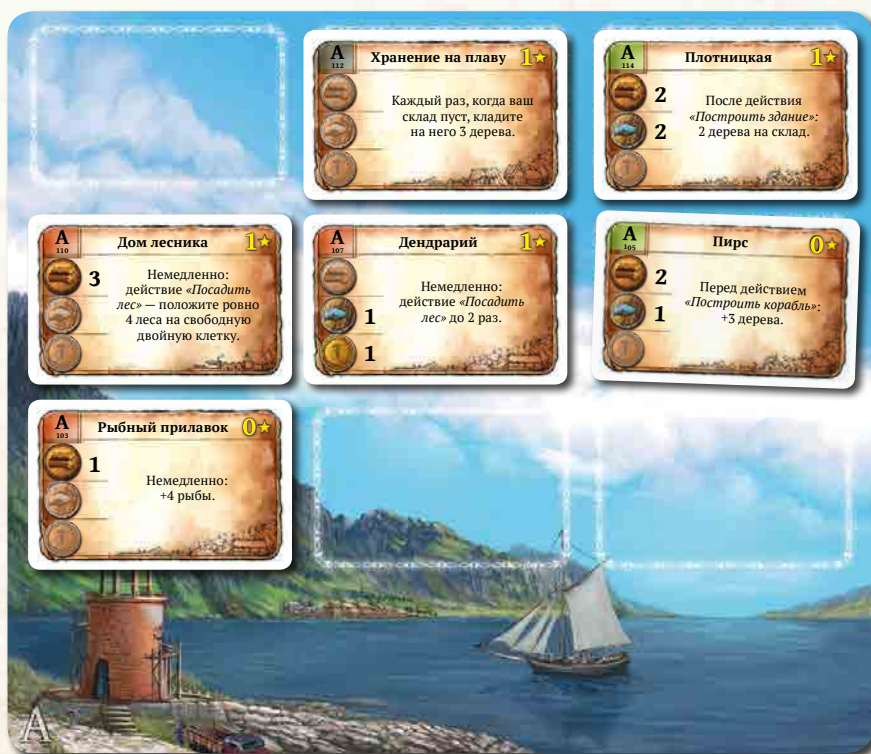 A
112
Хранение на плаву
1
Каждый раз, когда ваш
склад пуст, кладите
на него 3 дерева.
A
114
Плотницкая
1
2
2
После действия
«Построить здание»:
2 дерева на склад.
A
110
Дом лесника
1
3
Немедленно:
действие «Посадить
лес» — положите ровно
4 леса на свободную
двойную клетку.
A
107
Дендрарий
1
1
1
Немедленно:
действие «Посадить
лес» до 2 раз.
A
105
Пирс
0
2
1
Перед действием
«Построить корабль»:
+3 дерева.
A
103
Рыбный прилавок
0
1
Немедленно:
+4 рыбы.
A